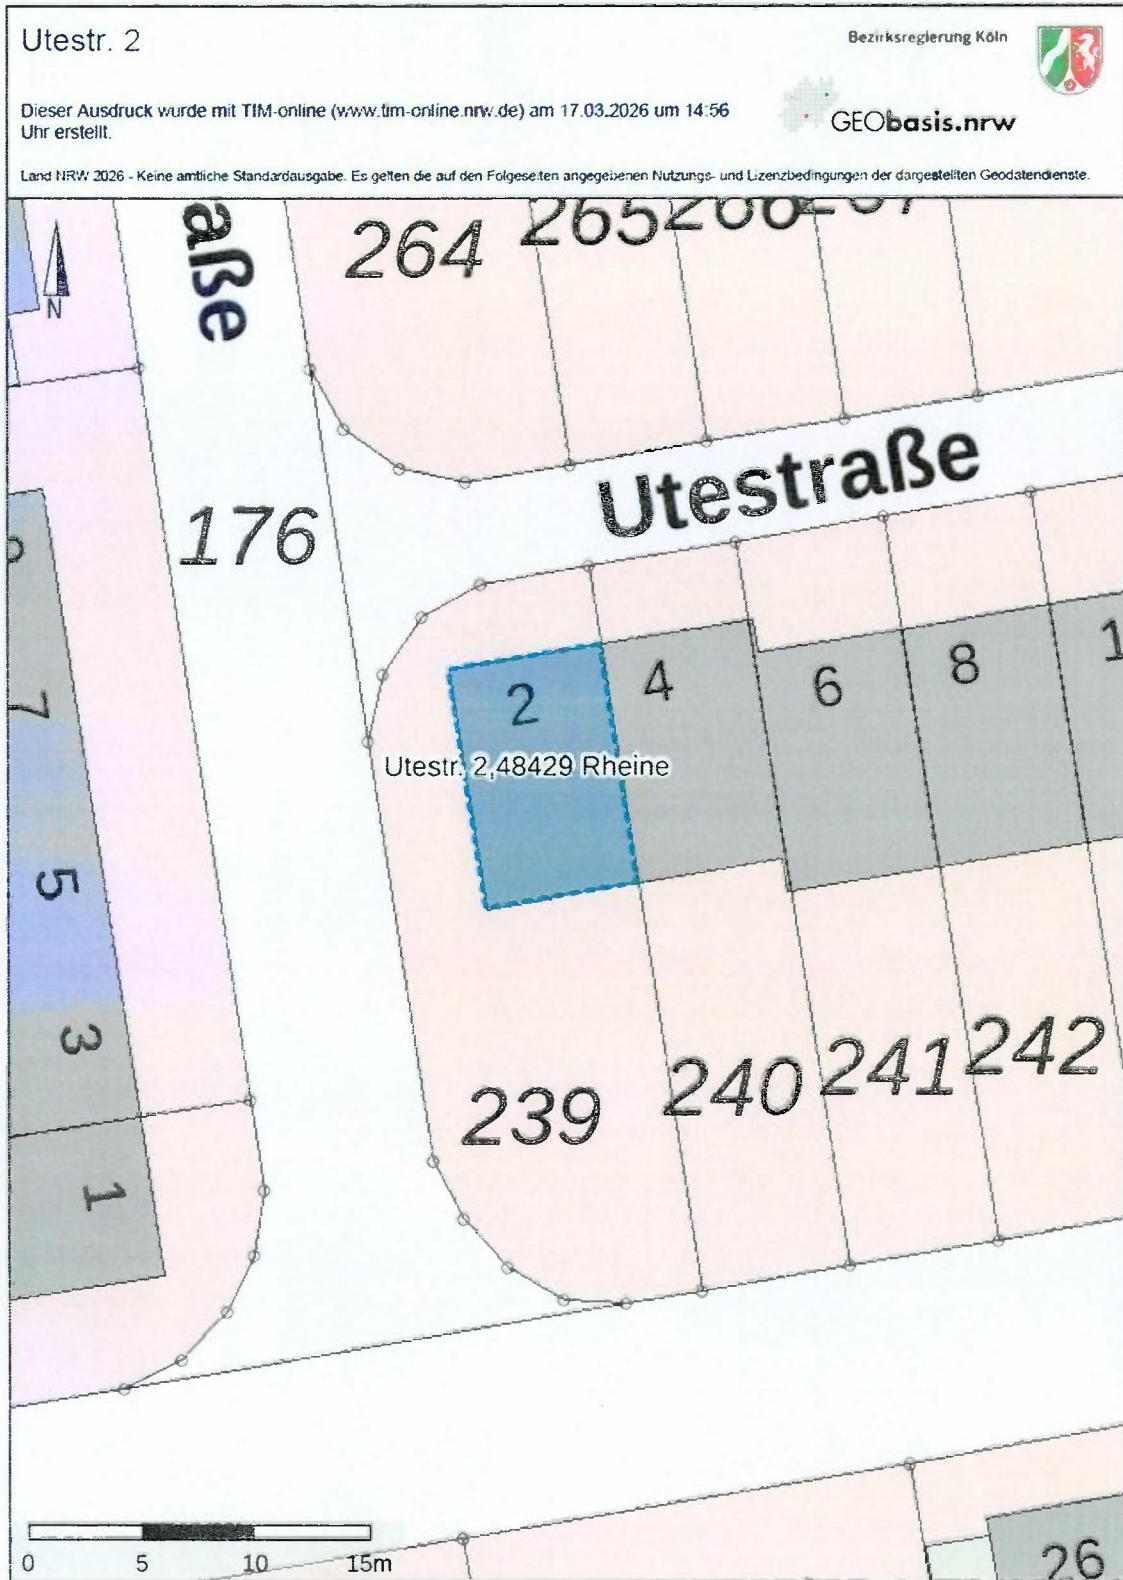 Utestr. 2
Bezirksregierung Köln
Dieser Ausdruck wurde mit TIM-online (www.tim-online.nrw.de) am 17.03.2026 um 14:56
Uhr erstellt.
GEObasis.nrw
Land NRW 2026 - Keine amtliche Standardausgabe. Es gelten die auf den Folgeseiten angegebenen Nutzungs- und Lizenzbedingungen der dargestellten Geodatendienste.
aße
264
265
266
267
N
Utestraße
176
2
4
6
8
1
7
Utestr. 2,48429 Rheine
5
3
1
239
240
241
242
26
0 5 10 15m